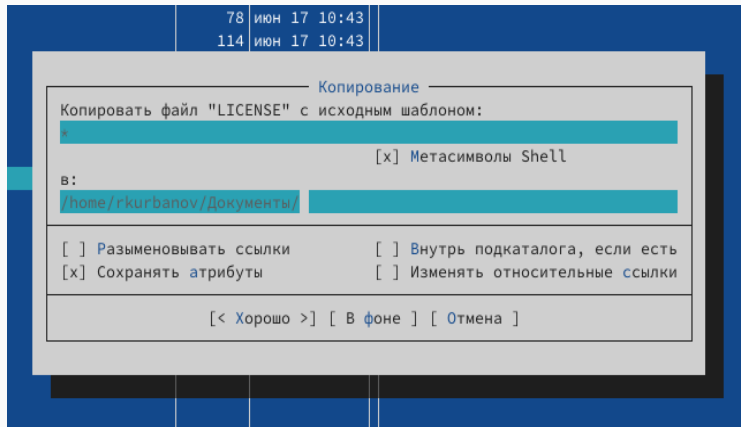 78 июн 17 10:43
114 июн 17 10:43
Копирование
Копировать файл "LICENSE" с исходным шаблоном:
*
[x] Метасимволы Shell
в:
/home/rkurbanov/Документы/
[ ] Разыменовывать ссылки [ ] Внутрь подкаталога, если есть
[x] Сохранять атрибуты [ ] Изменять относительные ссылки
[< Хорошо >] [ В фоне ] [ Отмена ]